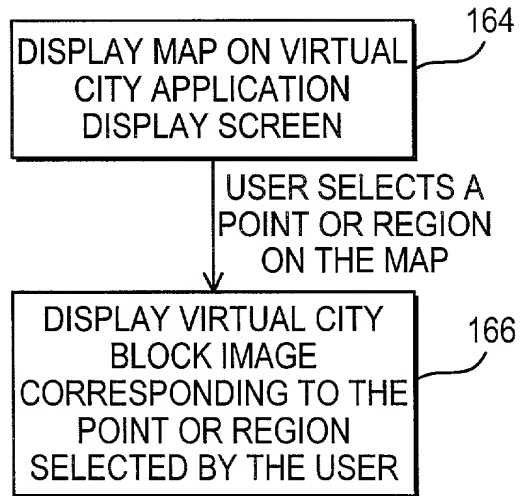 164
DISPLAY MAP ON VIRTUAL
CITY APPLICATION
DISPLAY SCREEN
USER SELECTS A
POINT OR REGION
ON THE MAP
DISPLAY VIRTUAL CITY
BLOCK IMAGE
CORRESPONDING TO THE
POINT OR REGION
SELECTED BY THE USER
166